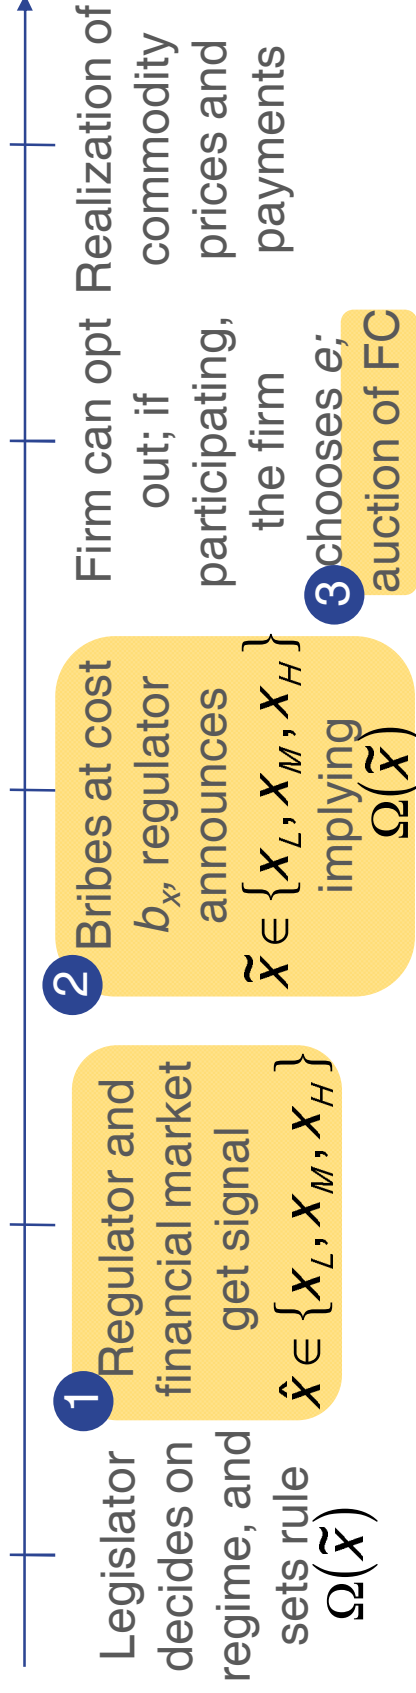 Legislator
decides on
regime, and
sets rule
Ω(x̃)
1
Regulator and
financial market
get signal
x̂ ∈ {x_L, x_M, x_H}
2
Bribes at cost
b_x, regulator
announces
x̃ ∈ {x_L, x_M, x_H}
implying
Ω(x̃)
Firm can opt
out; if
participating,
the firm
chooses e;
3
auction of FC
Realization of
commodity
prices and
payments